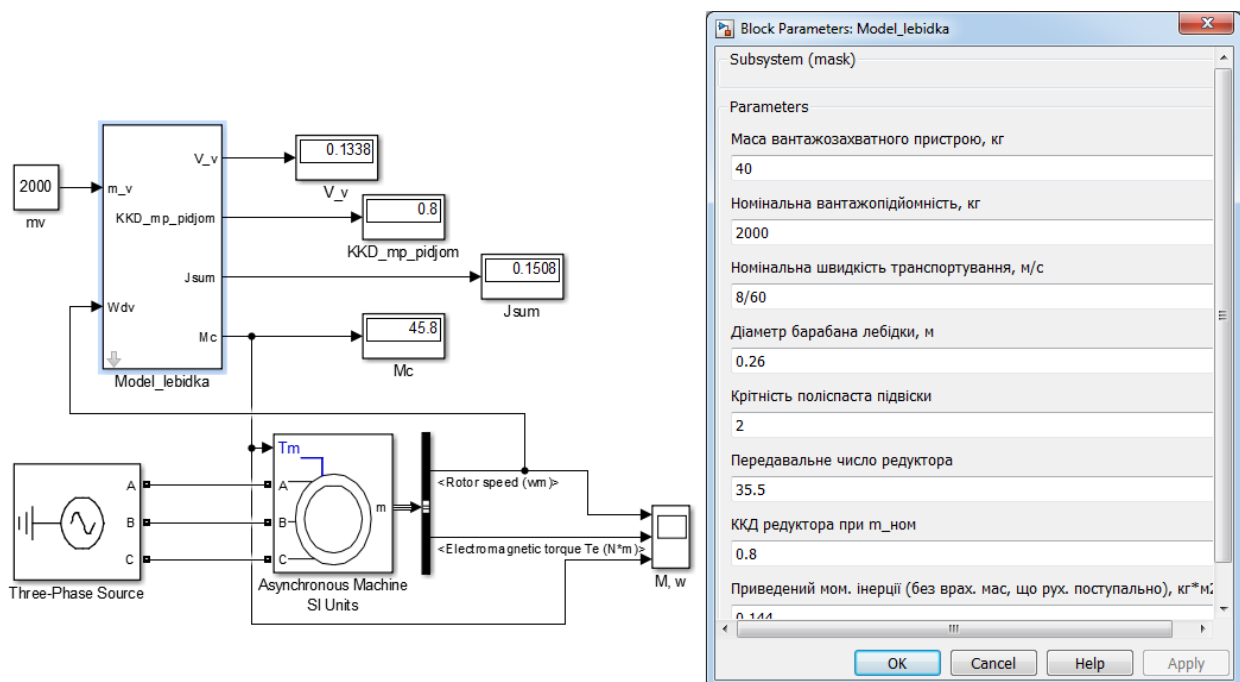 2000
mv
m_v
Wdv
V_v
KKD_mp_pidjom
Jsum
Mc
Model_lebidka
0.1338
V_v
0.8
KKD_mp_pidjom
0.1508
Jsum
45.8
Mc
A
B
C
Three-Phase Source
Tm
A
B
C
m
Asynchronous Machine
SI Units
<Rotor speed (wm)>
<Electromagnetic torque Te (N*m)>
M, w
Block Parameters: Model_lebidka
Subsystem (mask)
Parameters
Маса вантажозахватного пристрою, кг
40
Номінальна вантажопідйомність, кг
2000
Номінальна швидкість транспортування, м/с
8/60
Діаметр барабана лебідки, м
0.26
Крітність поліспаста підвіски
2
Передавальне число редуктора
35.5
ККД редуктора при m_ном
0.8
Приведений мом. інерції (без врах. мас, що рух. поступально), кг*м2
0.144
OK
Cancel
Help
Apply